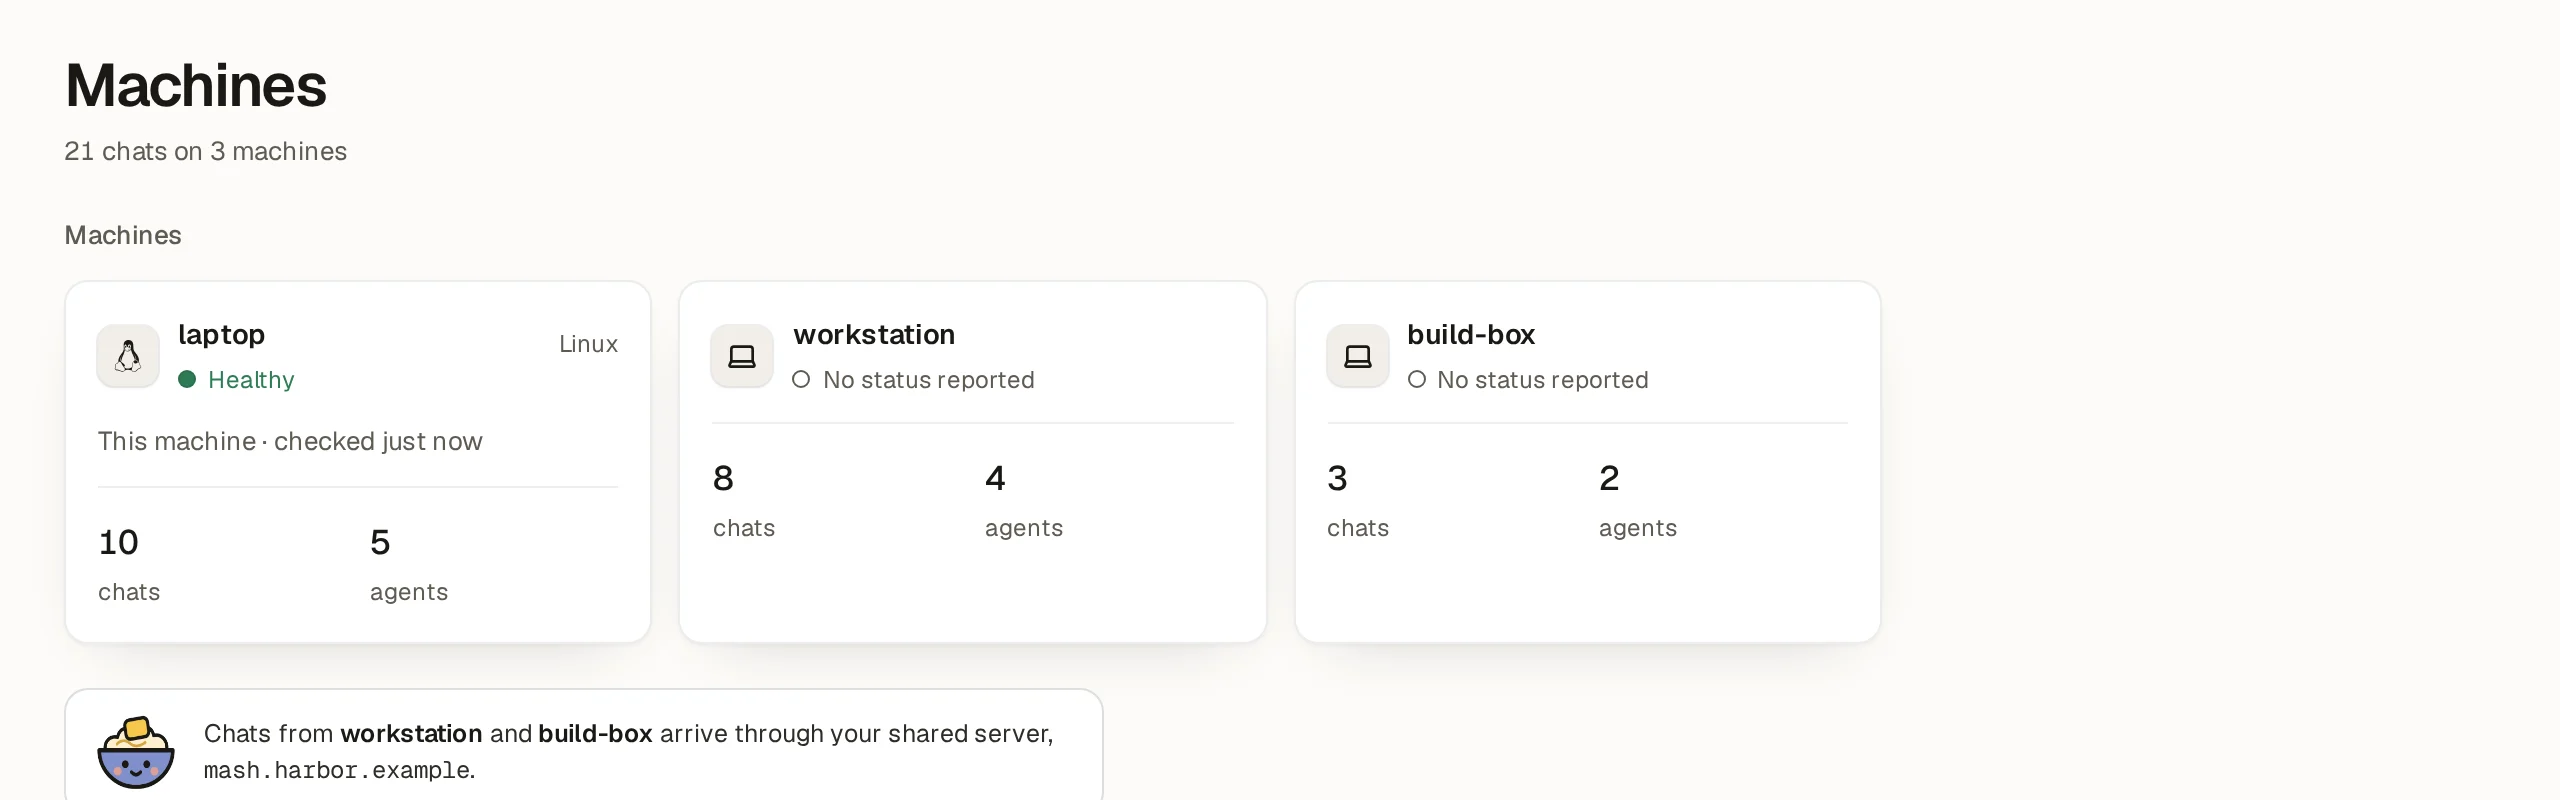 Machines
21 chats on 3 machines
Machines
laptop
Linux
Healthy
This machine · checked just now
10
5
chats
agents
workstation
No status reported
8
4
chats
agents
build-box
No status reported
3
2
chats
agents
Chats from workstation and build-box arrive through your shared server,
mash.harbor.example.